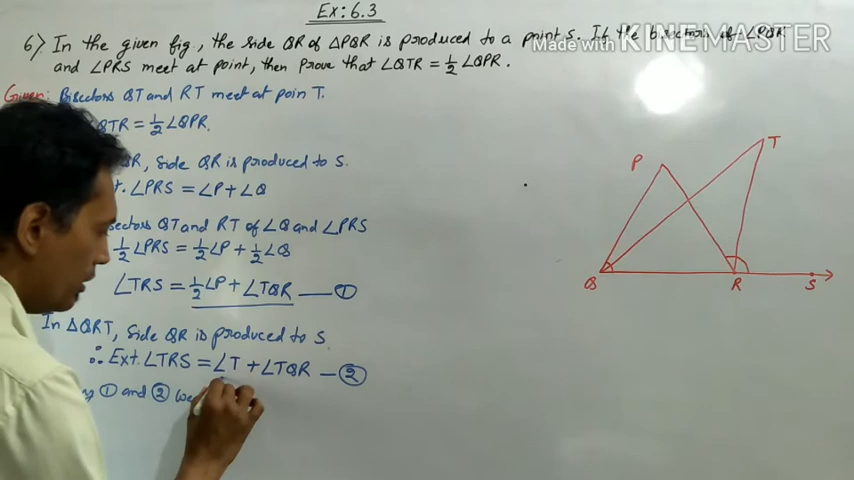 Ex: 6.3
6) In the given fig., the side QR of ΔPQR is produced to a point S. If the bisectors of ∠PQR
Made with KINEMASTER
and ∠PRS meet at point, then prove that ∠QTR = 1/2 ∠QPR.
Given: Bisectors QT and RT meet at poin T.
QTR = 1/2 ∠QPR.
QR, Side QR is produced to S.
t. ∠PRS = ∠P + ∠Q
sectors QT and RT of ∠Q and ∠PRS
1/2 ∠PRS = 1/2 ∠P + 1/2 ∠Q
∠TRS = 1/2 ∠P + ∠TQR — ①
In ΔQRT, Side QR is produced to S.
∴ Ext. ∠TRS = ∠T + ∠TQR — ②
① and ② we
P
T
Q
R
S